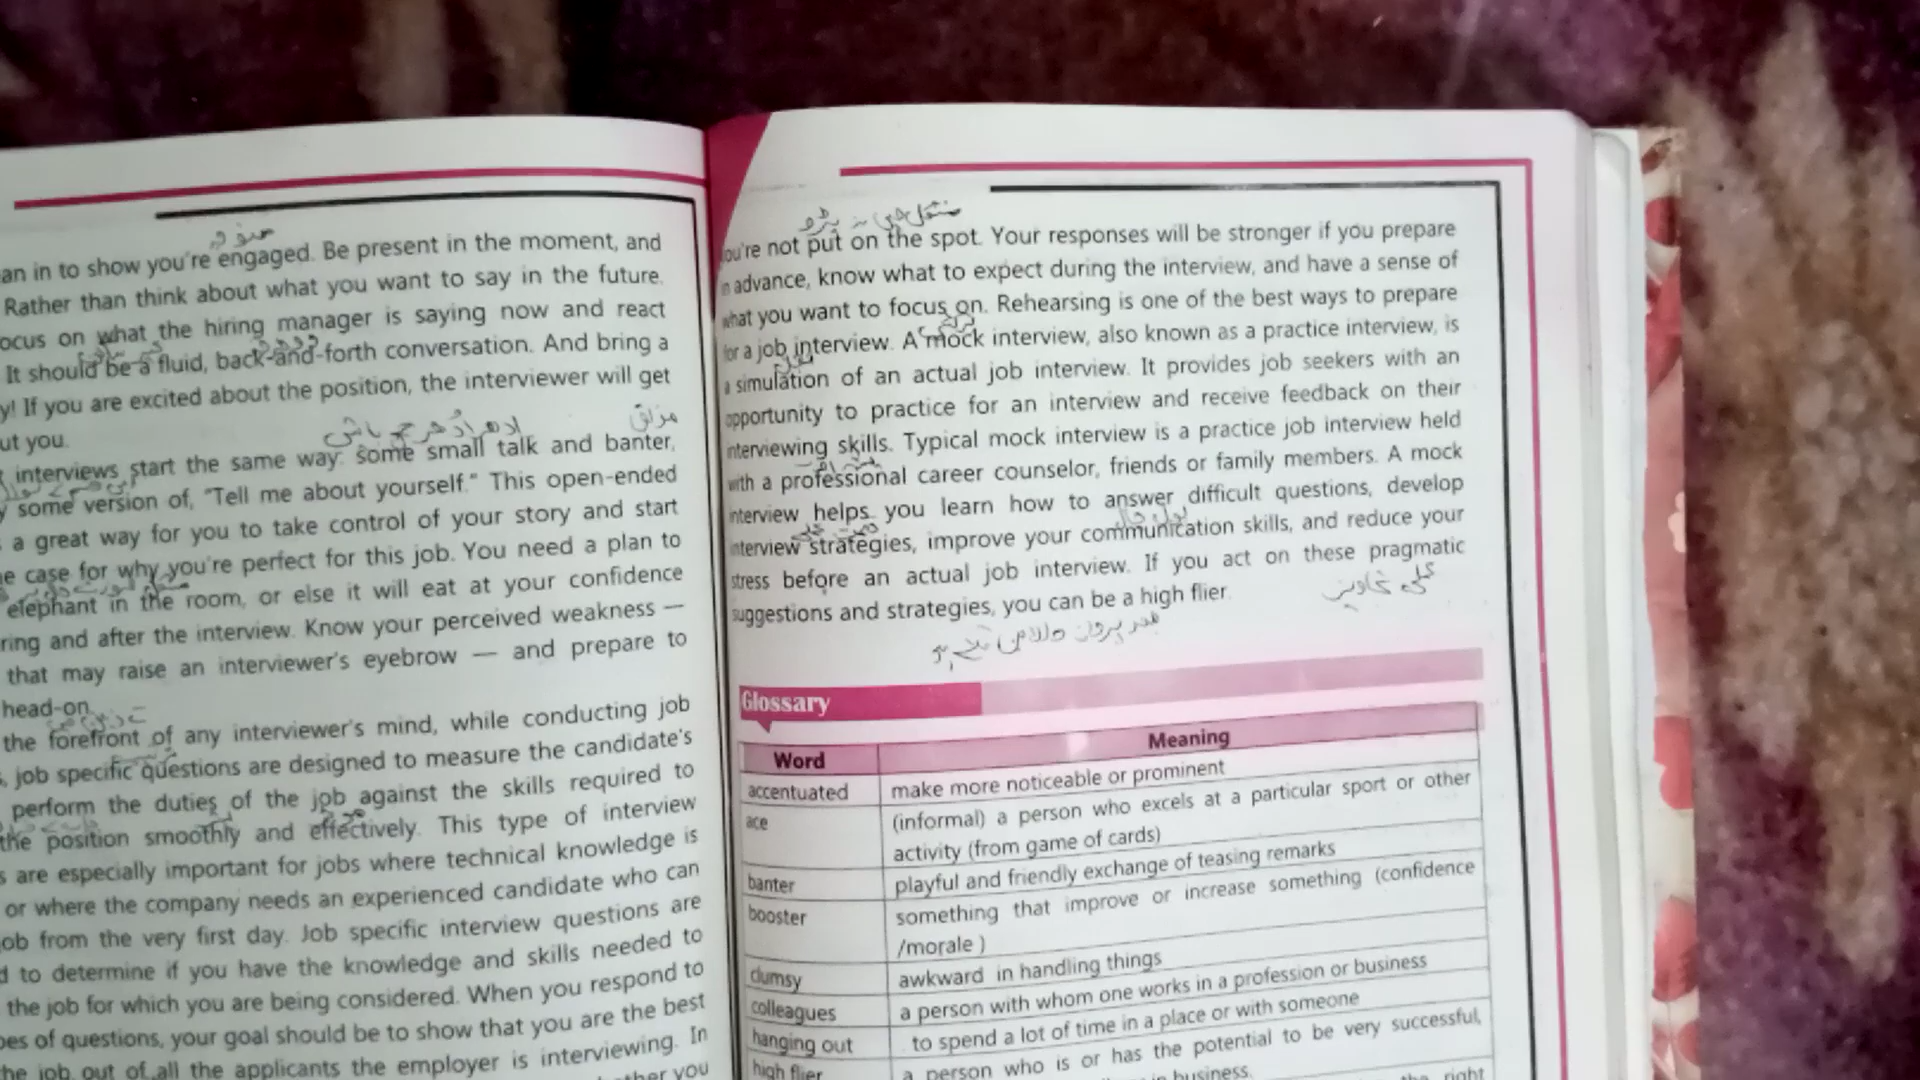 an in to show you're engaged. Be present in the moment, and
Rather than think about what you want to say in the future.
ocus on what the hiring manager is saying now and react
It should be a fluid, back-and-forth conversation. And bring a
y! If you are excited about the position, the interviewer will get
ut you.
interviews start the same way: some small talk and banter,
y some version of, "Tell me about yourself." This open-ended
a great way for you to take control of your story and start
e case for why you're perfect for this job. You need a plan to
elephant in the room, or else it will eat at your confidence
ring and after the interview. Know your perceived weakness —
that may raise an interviewer's eyebrow — and prepare to
head-on.
the forefront of any interviewer's mind, while conducting job
, job specific questions are designed to measure the candidate's
perform the duties of the job against the skills required to
the position smoothly and effectively. This type of interview
s are especially important for jobs where technical knowledge is
or where the company needs an experienced candidate who can
ob from the very first day. Job specific interview questions are
d to determine if you have the knowledge and skills needed to
the job for which you are being considered. When you respond to
pes of questions, your goal should be to show that you are the best
the job out of all the applicants the employer is interviewing. In
you
ou're not put on the spot. Your responses will be stronger if you prepare
n advance, know what to expect during the interview, and have a sense of
what you want to focus on. Rehearsing is one of the best ways to prepare
for a job interview. A mock interview, also known as a practice interview, is
a simulation of an actual job interview. It provides job seekers with an
opportunity to practice for an interview and receive feedback on their
interviewing skills. Typical mock interview is a practice job interview held
with a professional career counselor, friends or family members. A mock
interview helps you learn how to answer difficult questions, develop
interview strategies, improve your communication skills, and reduce your
stress before an actual job interview. If you act on these pragmatic
suggestions and strategies, you can be a high flier.
Glossary
Word Meaning
accentuated make more noticeable or prominent
ace (informal) a person who excels at a particular sport or other
activity (from game of cards)
banter playful and friendly exchange of teasing remarks
booster something that improve or increase something (confidence
/morale )
clumsy awkward in handling things
colleagues a person with whom one works in a profession or business
hanging out to spend a lot of time in a place or with someone
high flier a person who is or has the potential to be very successful,
business.
the right